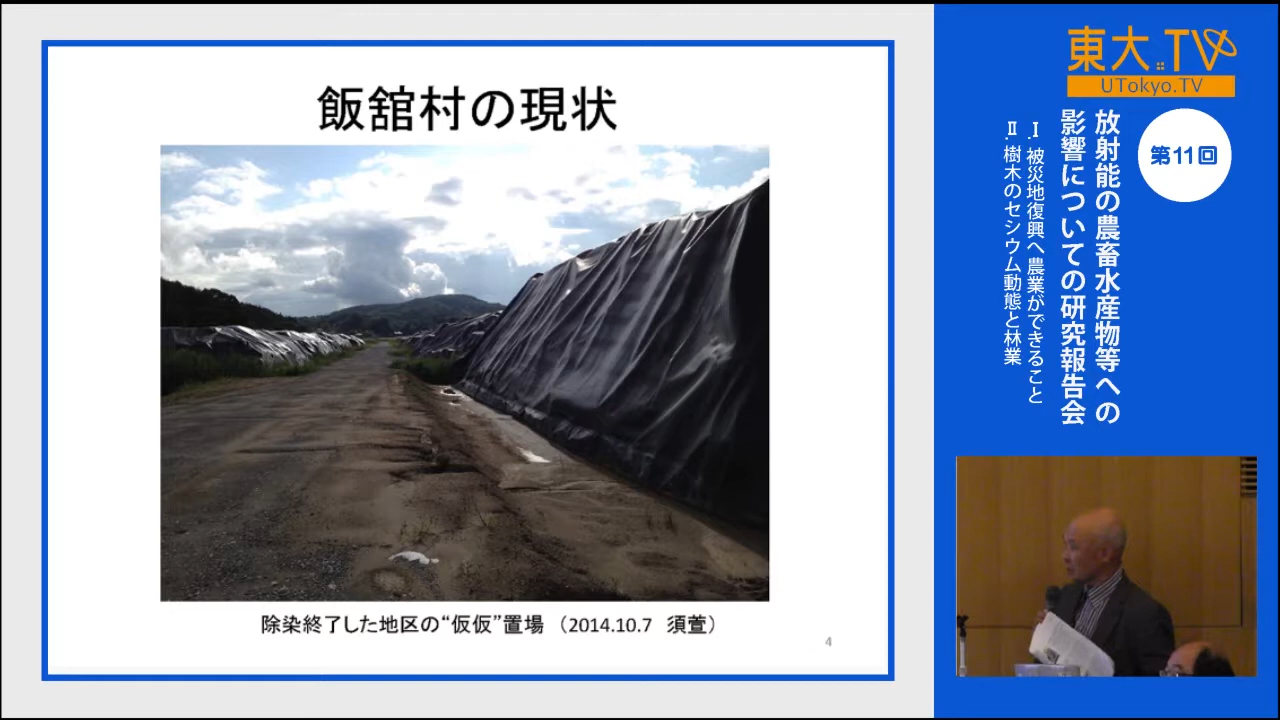 飯舘村の現状
除染終了した地区の“仮仮”置場 （2014.10.7 須萱）
4
東大TV
UTokyo.TV
第11回
放射能の農畜水産物等への
影響についての研究報告会
Ⅰ. 被災地復興へ農業ができること
Ⅱ. 樹木のセシウム動態と林業